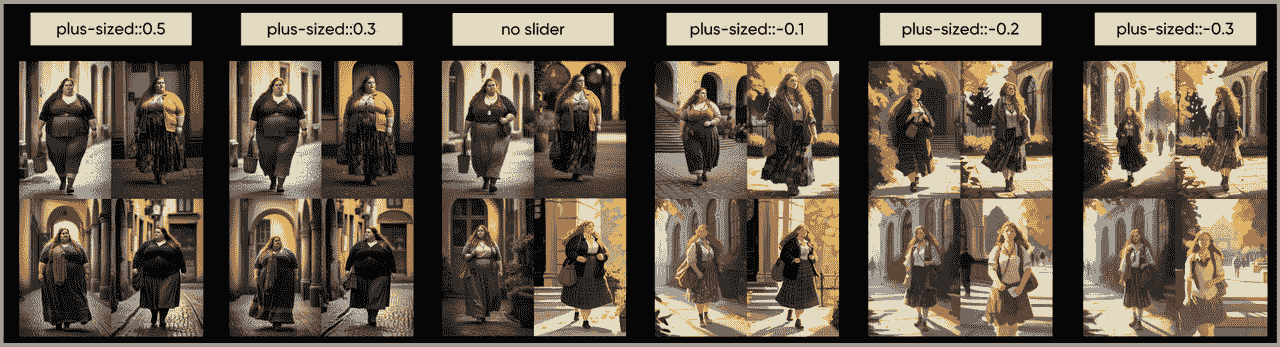 plus-sized::0.5
plus-sized::0.3
no slider
plus-sized::-0.1
plus-sized::-0.2
plus-sized::-0.3